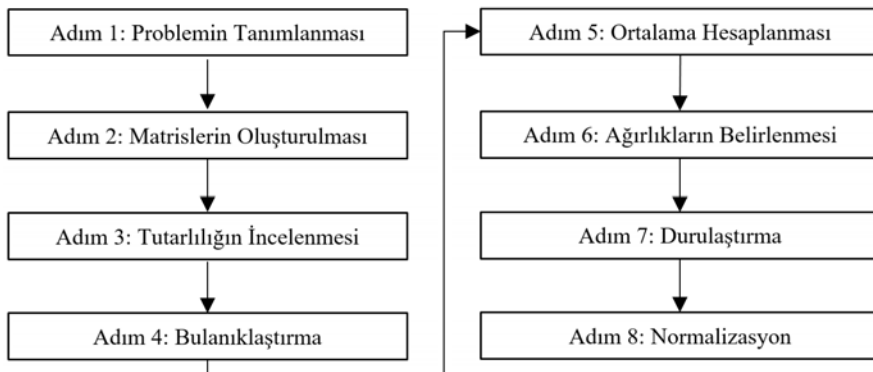 Adım 1: Problemin Tanımlanması
Adım 2: Matrislerin Oluşturulması
Adım 3: Tutarlılığın İncelenmesi
Adım 4: Bulanıklaştırma
Adım 5: Ortalama Hesaplanması
Adım 6: Ağırlıkların Belirlenmesi
Adım 7: Durulaştırma
Adım 8: Normalizasyon